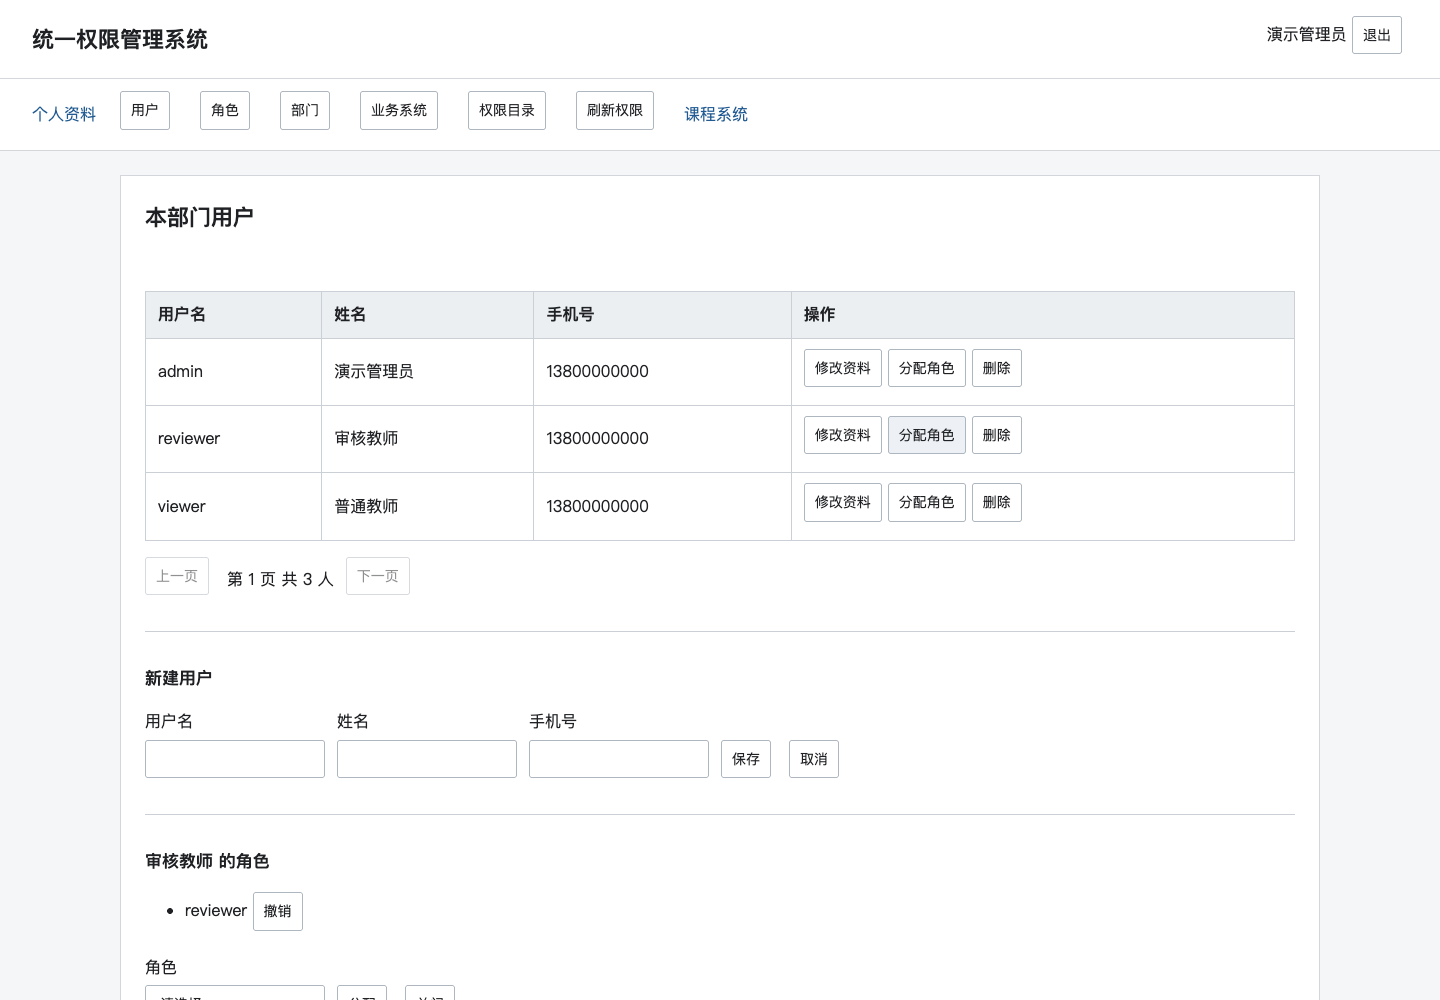 统一权限管理系统
演示管理员 退出
个人资料 用户 角色 部门 业务系统 权限目录 刷新权限 课程系统
本部门用户
用户名 姓名 手机号 操作
admin 演示管理员 13800000000 修改资料 分配角色 删除
reviewer 审核教师 13800000000 修改资料 分配角色 删除
viewer 普通教师 13800000000 修改资料 分配角色 删除
上一页 第 1 页 共 3 人 下一页
新建用户
用户名 姓名 手机号
保存 取消
审核教师 的角色
reviewer 撤销
角色